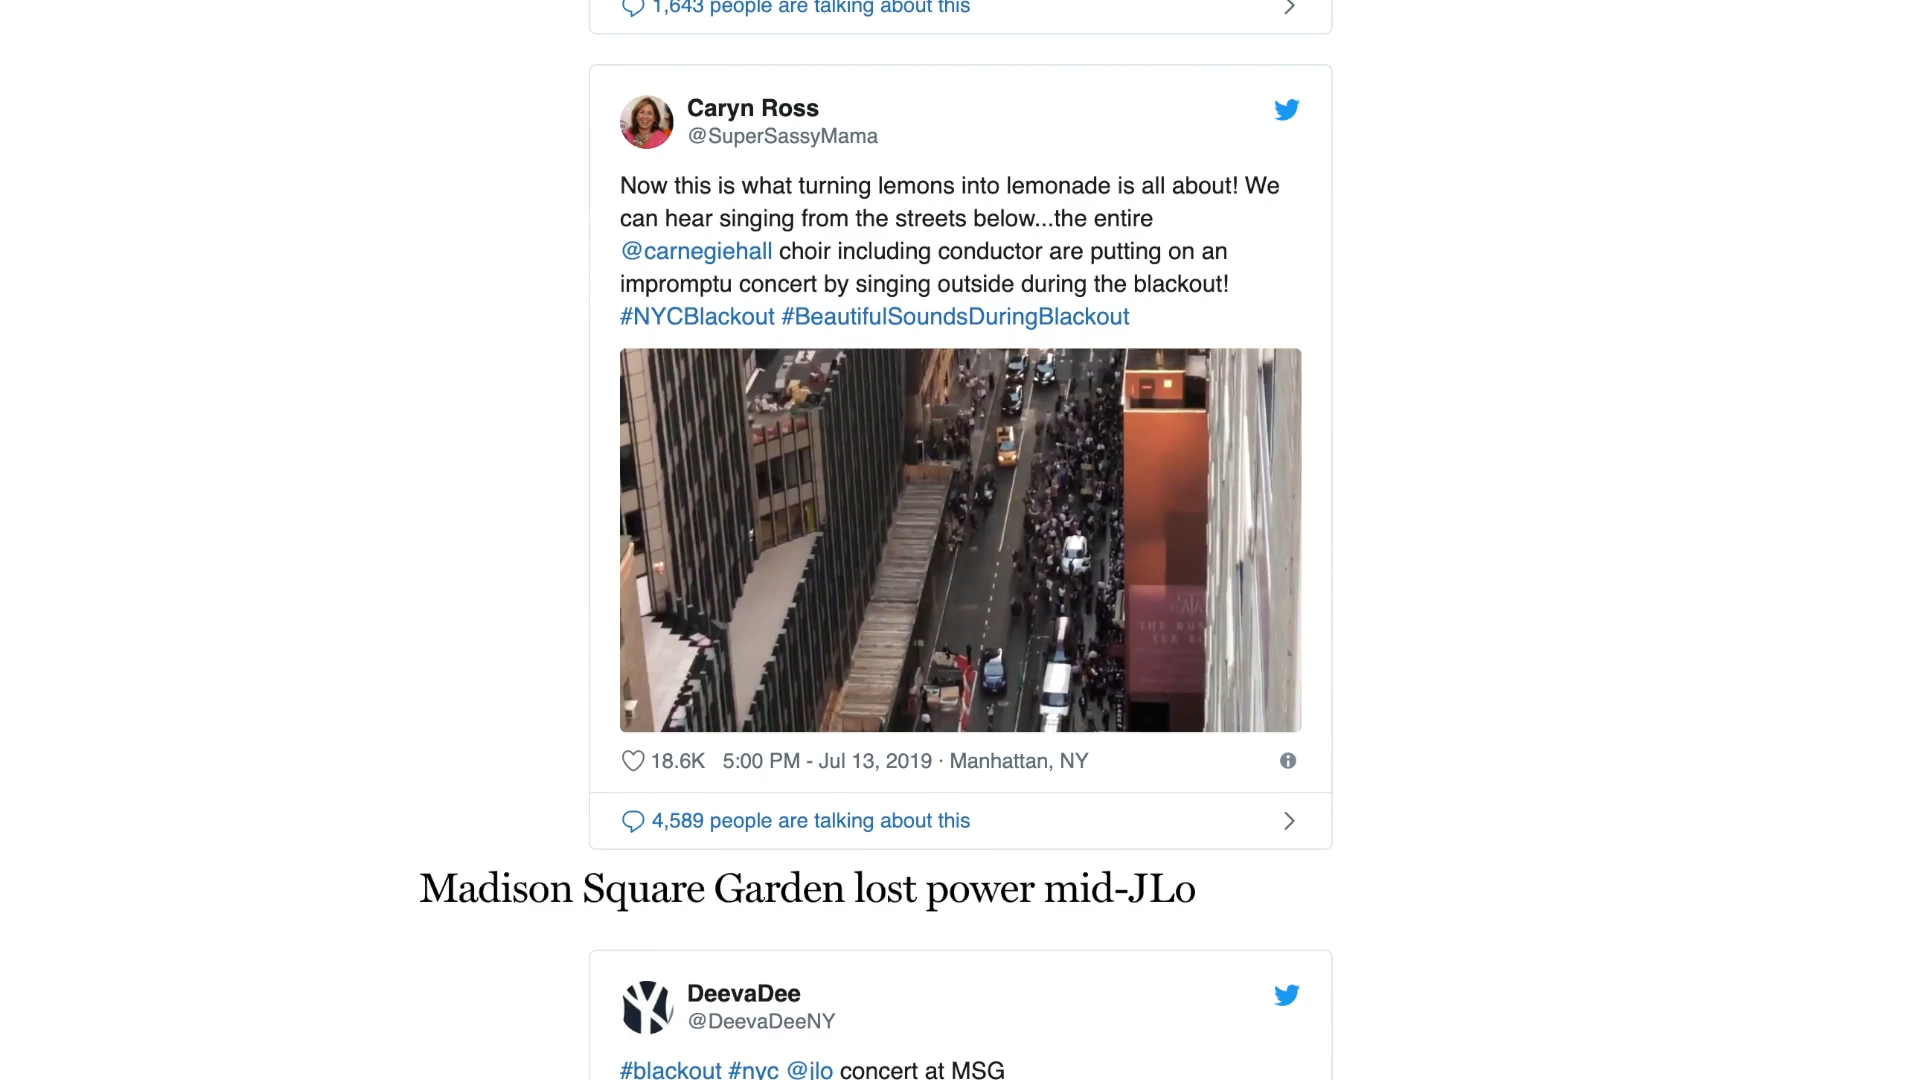 1,643 people are talking about this
Caryn Ross
@SuperSassyMama
Now this is what turning lemons into lemonade is all about! We
can hear singing from the streets below...the entire
@carnegiehall choir including conductor are putting on an
impromptu concert by singing outside during the blackout!
#NYCBlackout #BeautifulSoundsDuringBlackout
THE RUS
TEA
18.6K 5:00 PM - Jul 13, 2019 · Manhattan, NY
4,589 people are talking about this
Madison Square Garden lost power mid-JLo
DeevaDee
@DeevaDeeNY
#blackout #nyc @jlo concert at MSG